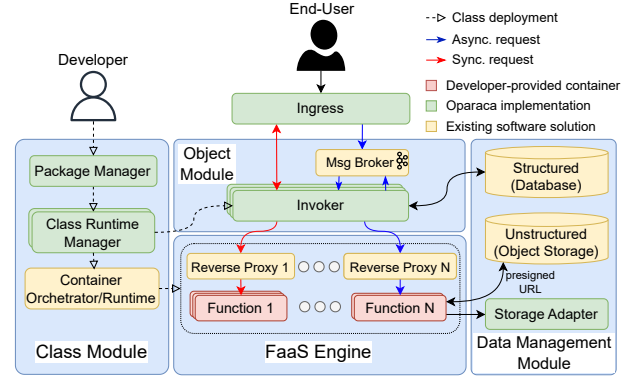 End-User
Class deployment
Async. request
Sync. request
Developer
Developer-provided container
Oparaca implementation
Existing software solution
Ingress
Object
Module
Msg Broker
Package Manager
Structured
(Database)
Invoker
Class Runtime
Manager
Unstructured
(Object Storage)
Container
Orchetrator/Runtime
Reverse Proxy 1
Reverse Proxy N
presigned
URL
Function 1
Function N
Storage Adapter
Class Module
FaaS Engine
Data Management
Module